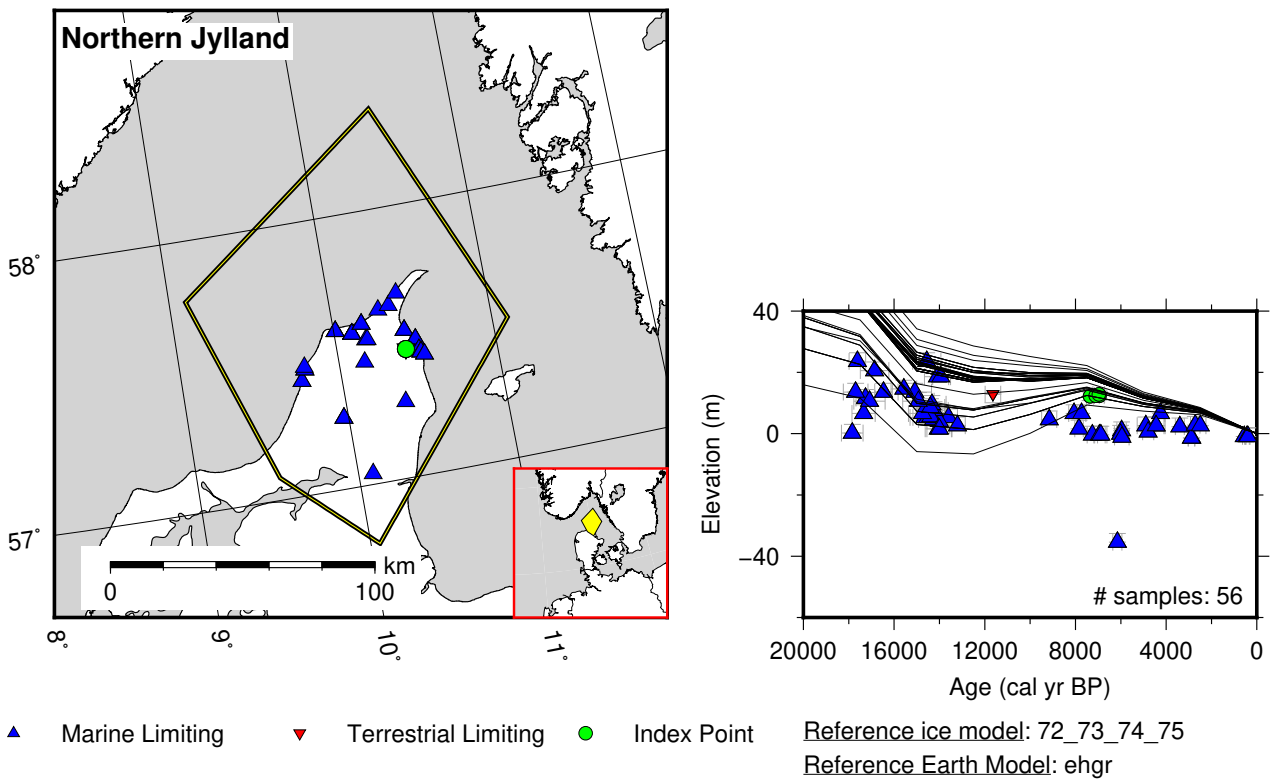 Northern Jylland
58°
57°
km
0 100
8°
9°
10°
11°
40
0
−40
Elevation (m)
# samples: 56
20000 16000 12000 8000 4000 0
Age (cal yr BP)
Marine Limiting Terrestrial Limiting Index Point
Reference ice model: 72_73_74_75
Reference Earth Model: ehgr